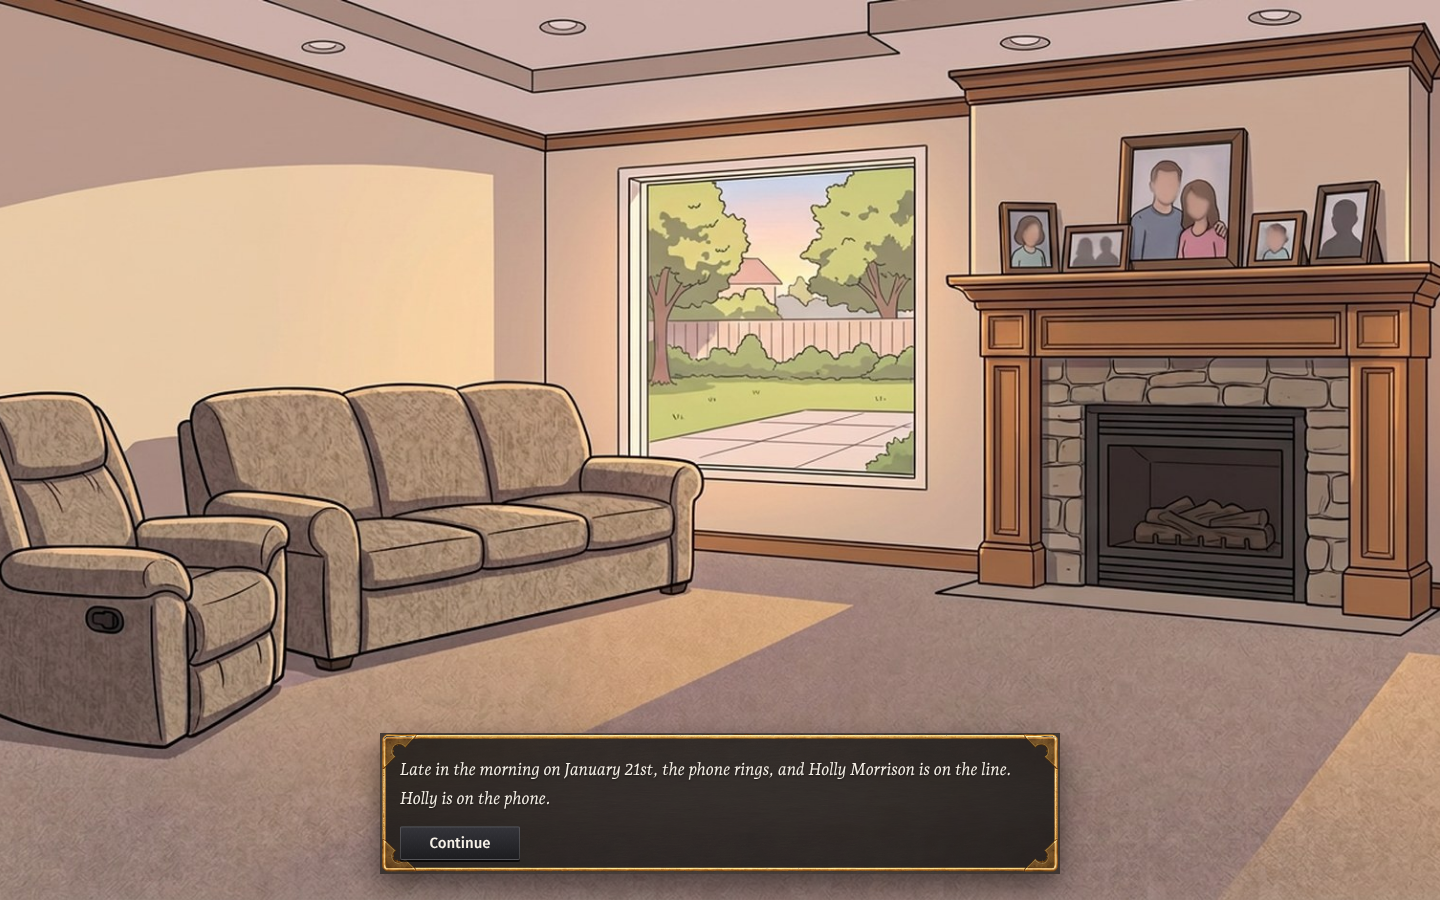 Late in the morning on January 21st, the phone rings, and Holly Morrison is on the line.
Holly is on the phone.
Continue